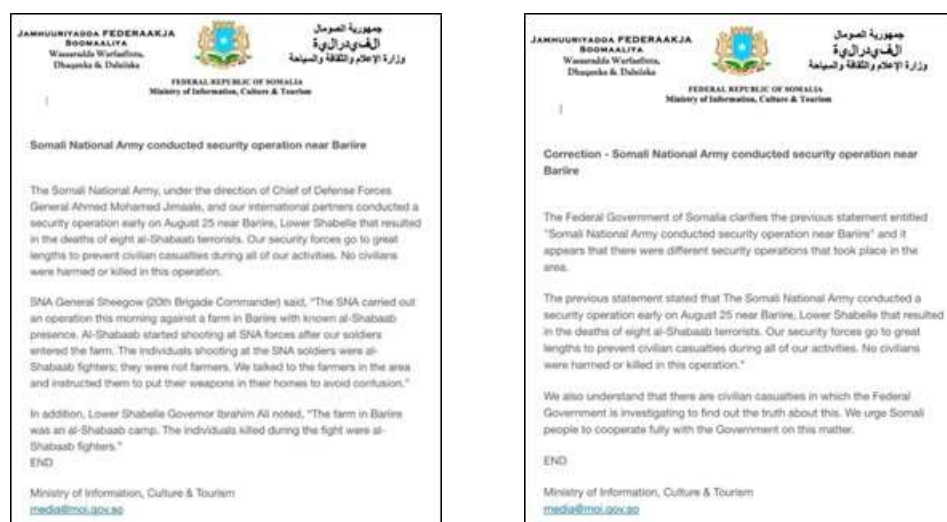 JAMHUURIYADDA FEDERAAKJA
SOOMAALIYA
Wasaaradda Warfaafinta,
Dhaqanka & Dalxiiska
جمهورية الصومال
الفيدرالية
وزارة الإعلام والثقافة والسياحة
FEDERAL REPUBLIC OF SOMALIA
Ministry of Information, Culture & Tourism
Somali National Army conducted security operation near Bariire
The Somali National Army, under the direction of Chief of Defense Forces
General Ahmed Mohamed Jimaale, and our international partners conducted a
security operation early on August 25 near Bariire, Lower Shabelle that resulted
in the deaths of eight al-Shabaab terrorists. Our security forces go to great
lengths to prevent civilian casualties during all of our activities. No civilians
were harmed or killed in this operation.
SNA General Sheegow (20th Brigade Commander) said, "The SNA carried out
an operation this morning against a farm in Bariire with known al-Shabaab
presence. Al-Shabaab started shooting at SNA forces after our soldiers
entered the farm. The individuals shooting at the SNA soldiers were al-
Shabaab fighters; they were not farmers. We talked to the farmers in the area
and instructed them to put their weapons in their homes to avoid confusion."
In addition, Lower Shabelle Governor Ibrahim Ali noted, "The farm in Bariire
was an al-Shabaab camp. The individuals killed during the fight were al-
Shabaab fighters."
END
Ministry of Information, Culture & Tourism
media@moi.gov.so
JAMHUURIYADDA FEDERAAKJA
SOOMAALIYA
Wasaaradda Warfaafinta,
Dhaqanka & Dalxiiska
جمهورية الصومال
الفيدرالية
وزارة الإعلام والثقافة والسياحة
FEDERAL REPUBLIC OF SOMALIA
Ministry of Information, Culture & Tourism
Correction - Somali National Army conducted security operation near
Bariire
The Federal Government of Somalia clarifies the previous statement entitled
"Somali National Army conducted security operation near Bariire" and it
appears that there were different security operations that took place in the
area.
The previous statement stated that The Somali National Army conducted a
security operation early on August 25 near Bariire, Lower Shabelle that resulted
in the deaths of eight al-Shabaab terrorists. Our security forces go to great
lengths to prevent civilian casualties during all of our activities. No civilians
were harmed or killed in this operation."
We also understand that there are civilian casualties in which the Federal
Government is investigating to find out the truth about this. We urge Somali
people to cooperate fully with the Government on this matter.
END
Ministry of Information, Culture & Tourism
media@moi.gov.so